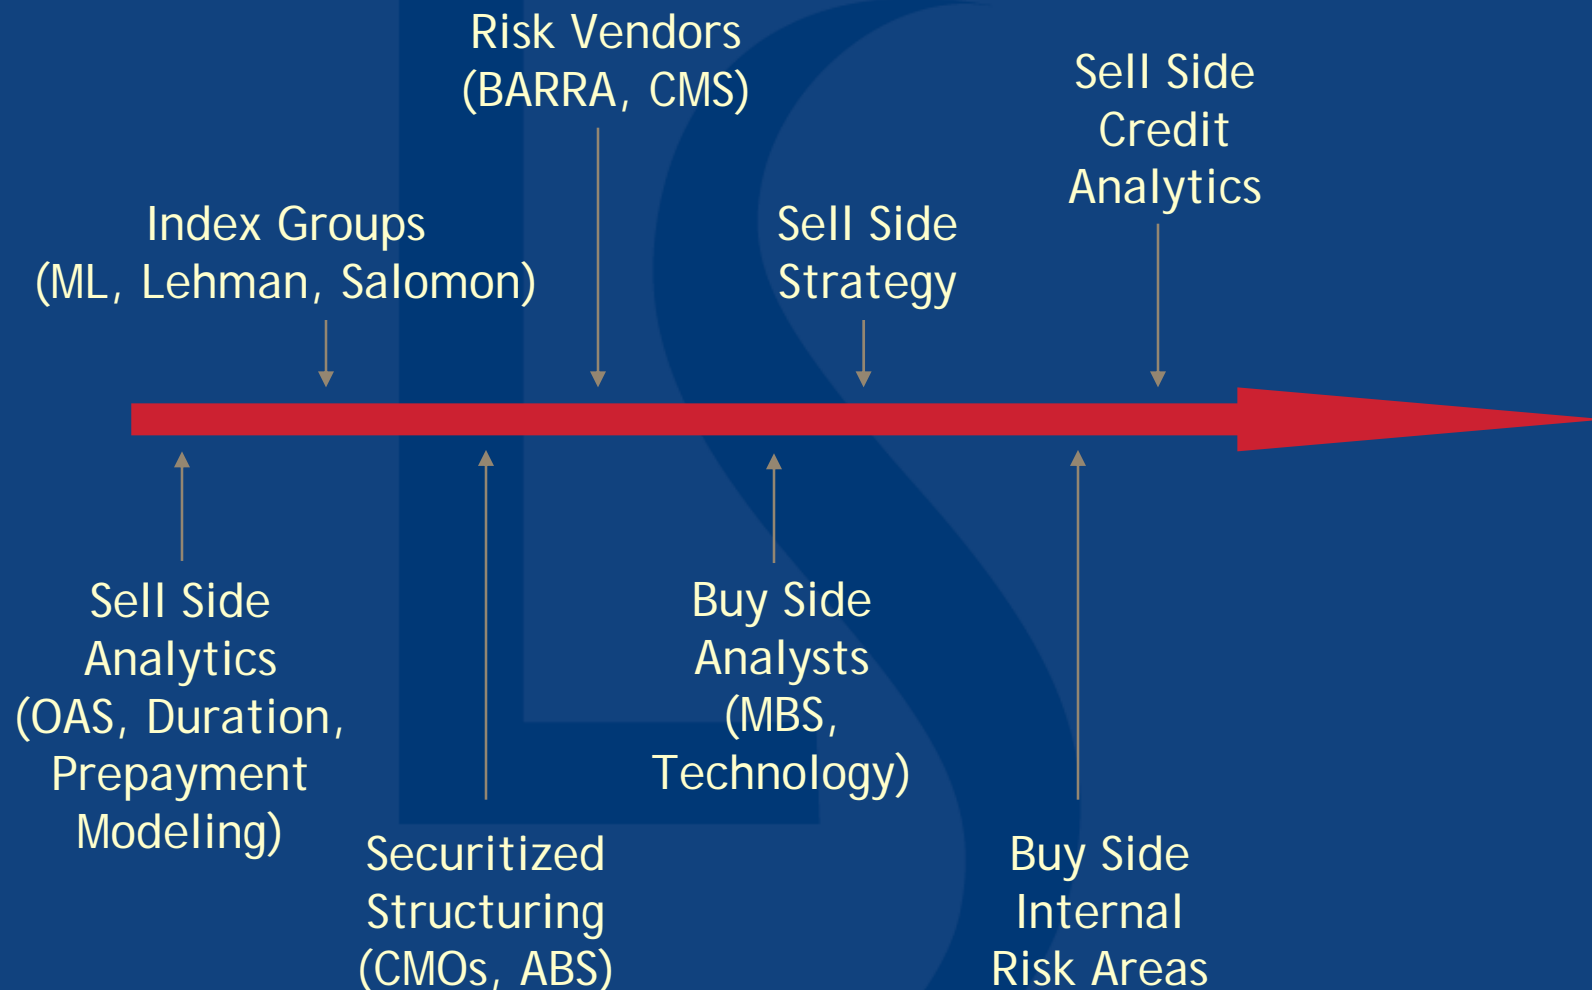 Risk Vendors
(BARRA, CMS)
Sell Side
Credit
Analytics
Index Groups
(ML, Lehman, Salomon)
Sell Side
Strategy
Sell Side
Analytics
(OAS, Duration,
Prepayment
Modeling)
Securitized
Structuring
(CMOs, ABS)
Buy Side
Analysts
(MBS,
Technology)
Buy Side
Internal
Risk Areas